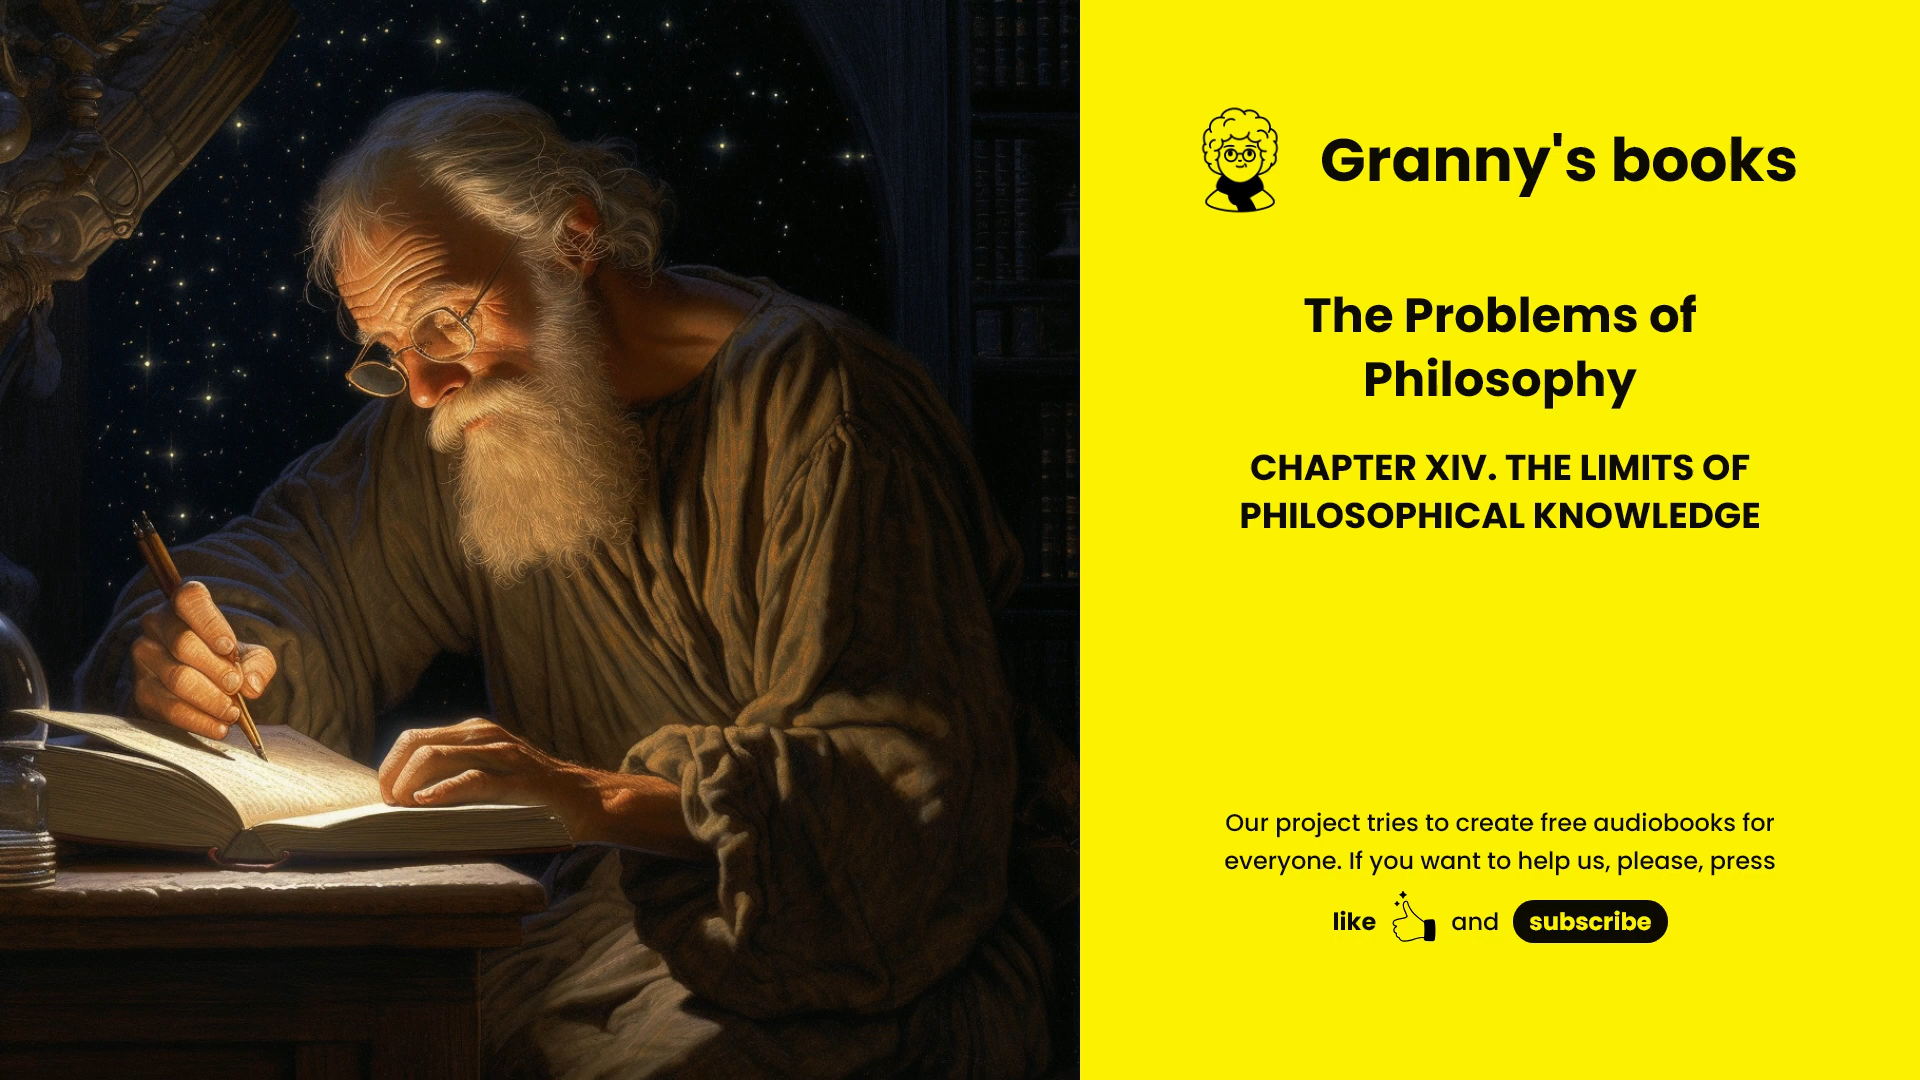 Granny's books
The Problems of
Philosophy
CHAPTER XIV. THE LIMITS OF
PHILOSOPHICAL KNOWLEDGE
Our project tries to create free audiobooks for
everyone. If you want to help us, please, press
like and subscribe